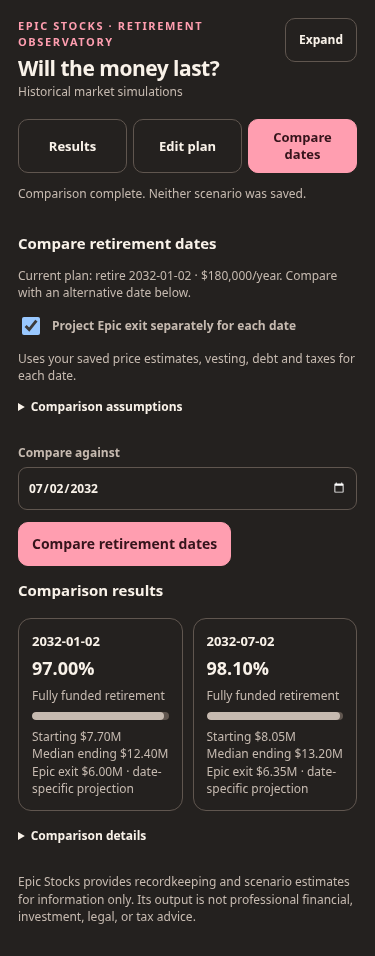 EPIC STOCKS · RETIREMENT
OBSERVATORY
Expand
Will the money last?
Historical market simulations
Results
Edit plan
Compare
dates
Comparison complete. Neither scenario was saved.
Compare retirement dates
Current plan: retire 2032-01-02 · $180,000/year. Compare
with an alternative date below.
Project Epic exit separately for each date
Uses your saved price estimates, vesting, debt and taxes for
each date.
Comparison assumptions
Compare against
07/02/2032
Compare retirement dates
Comparison results
2032-01-02
97.00%
Fully funded retirement
Starting $7.70M
Median ending $12.40M
Epic exit $6.00M · date-
specific projection
2032-07-02
98.10%
Fully funded retirement
Starting $8.05M
Median ending $13.20M
Epic exit $6.35M · date-
specific projection
Comparison details
Epic Stocks provides recordkeeping and scenario estimates
for information only. Its output is not professional financial,
investment, legal, or tax advice.